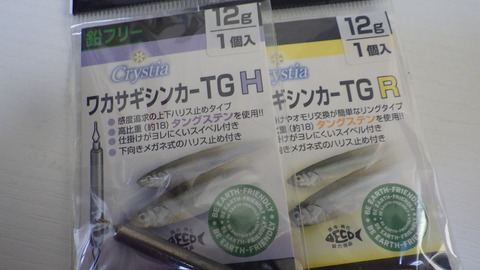 鉛フリー
12g
1個入
Crystia
ワカサギシンカーTG H
感度追求の上下ハリス止めタイプ
高比重(約18)タングステンを使用!!
仕掛けがヨレにくいスイベル付き
下向きメガネ式のハリス止め付き
BE EARTH-FRIENDLY
12g
1個入
Crystia
シンカーTG R
けやオモリ交換が簡単なリングタイプ
重(約18)タングステンを使用!!
けがヨレにくいスイベル付き
メガネ式のハリス止め付き
BE EARTH-FRIENDLY